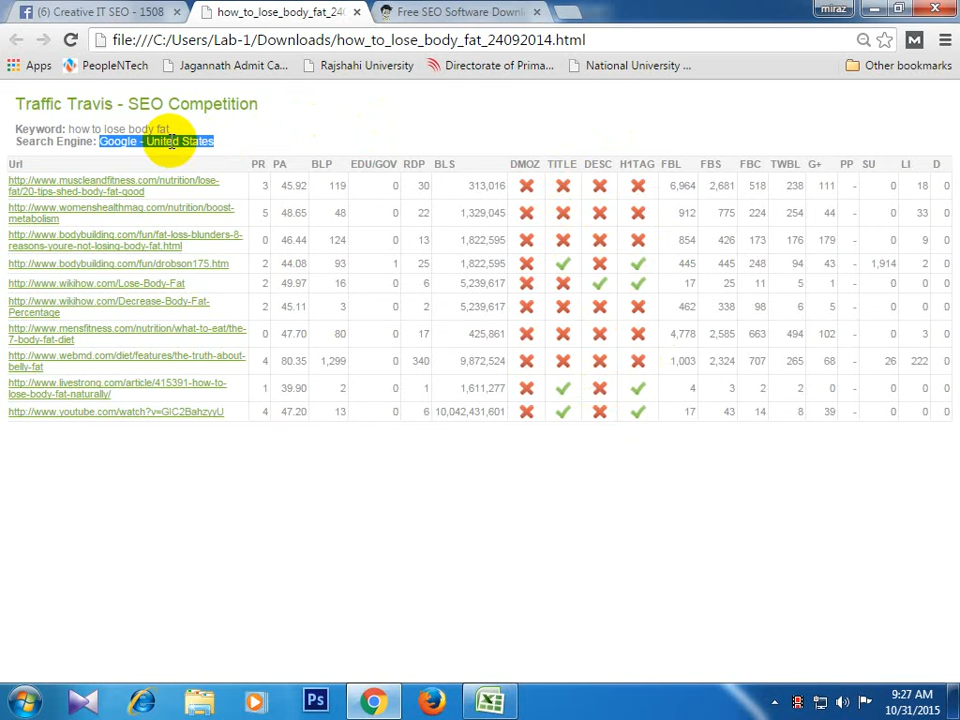 (6) Creative IT SEO - 1508
how_to_lose_body_fat_240
Free SEO Software Downl
miraz
file:///C:/Users/Lab-1/Downloads/how_to_lose_body_fat_24092014.html
Apps PeopleNTech Jagannath Admit Ca... Rajshahi University Directorate of Prima... National University ... Other bookmarks
Traffic Travis - SEO Competition
Keyword: how to lose body fat
Search Engine: Google - United States
Url PR PA BLP EDU/GOV RDP BLS DMOZ TITLE DESC H1TAG FBL FBS FBC TWBL G+ PP SU LI D
http://www.muscleandfitness.com/nutrition/lose-
fat/20-tips-shed-body-fat-good
3 45.92 119 0 30 313,016 6,964 2,681 518 238 111 - 0 18 0
http://www.womenshealthmag.com/nutrition/boost-
metabolism
5 48.65 48 0 22 1,329,045 912 775 224 254 44 - 0 33 0
http://www.bodybuilding.com/fun/fat-loss-blunders-8-
reasons-youre-not-losing-body-fat.html
0 46.44 124 0 13 1,822,595 854 426 173 176 179 - 0 9 0
http://www.bodybuilding.com/fun/drobson175.htm 2 44.08 93 1 25 1,822,595 445 445 248 94 43 - 1,914 2 0
http://www.wikihow.com/Lose-Body-Fat 2 49.97 16 0 6 5,239,617 17 25 11 5 1 - 0 0 0
http://www.wikihow.com/Decrease-Body-Fat-
Percentage
2 45.11 3 0 2 5,239,617 462 338 98 6 5 - 0 0 0
http://www.mensfitness.com/nutrition/what-to-eat/the-
7-body-fat-diet
0 47.70 80 0 17 425,861 4,778 2,585 663 494 102 - 0 3 0
http://www.webmd.com/diet/features/the-truth-about-
belly-fat
4 80.35 1,299 0 340 9,872,524 1,003 2,324 707 265 68 - 26 222 0
http://www.livestrong.com/article/415391-how-to-
lose-body-fat-naturally/
1 39.90 2 0 1 1,611,277 4 3 2 2 0 - 0 0 0
http://www.youtube.com/watch?v=GlC2BahzyyU 4 47.20 13 0 6 10,042,431,601 17 43 14 8 39 - 0 0 0
Ps
9:27 AM
10/31/2015